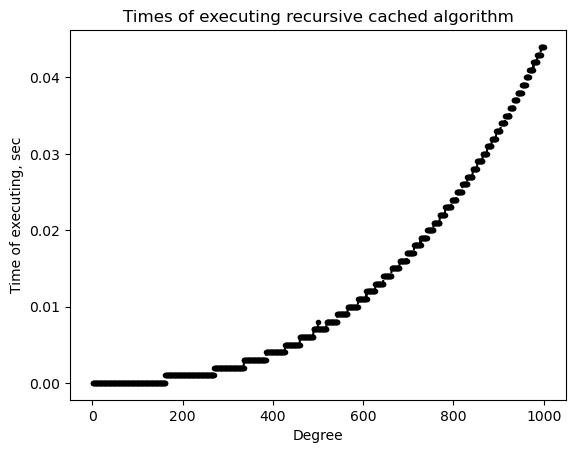 Times of executing recursive cached algorithm
Time of executing, sec
0.04
0.03
0.02
0.01
0.00
0 200 400 600 800 1000
Degree